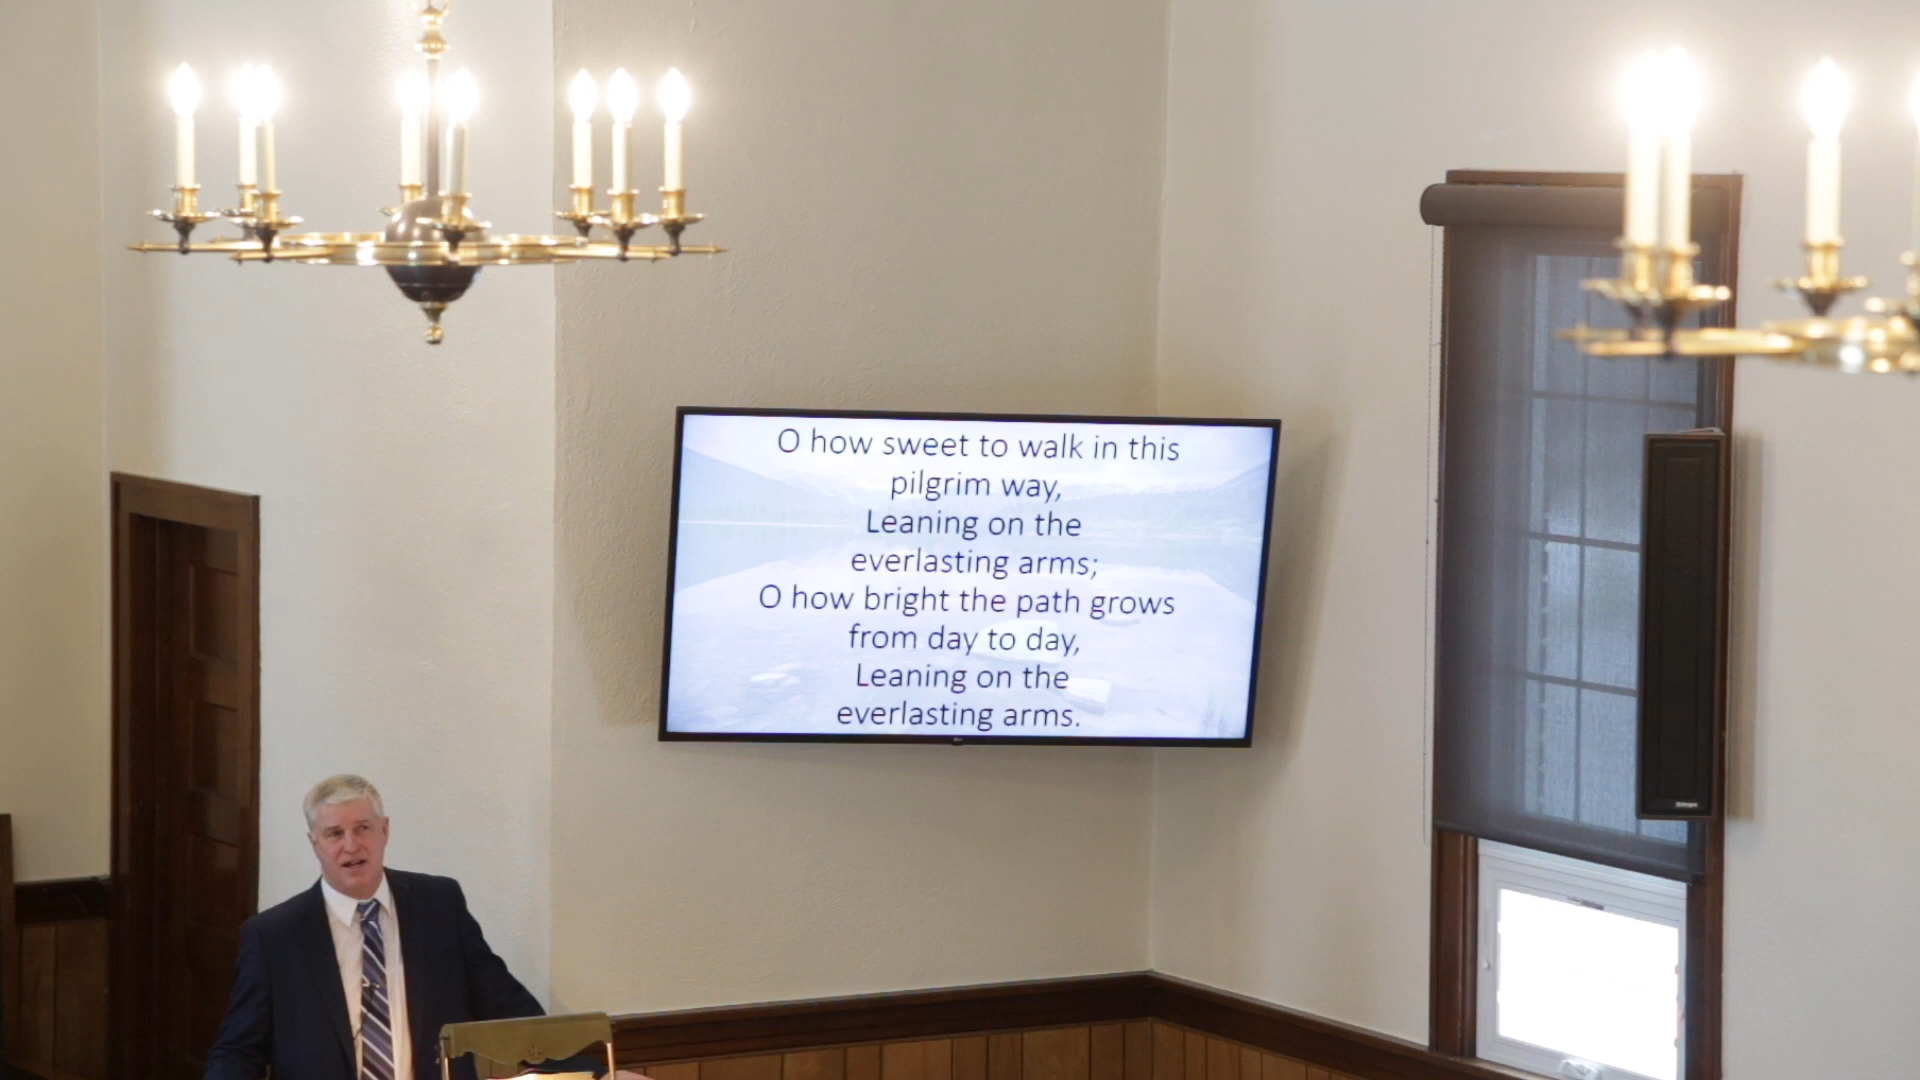 O how sweet to walk in this
pilgrim way,
Leaning on the
everlasting arms;
O how bright the path grows
from day to day,
Leaning on the
everlasting arms.